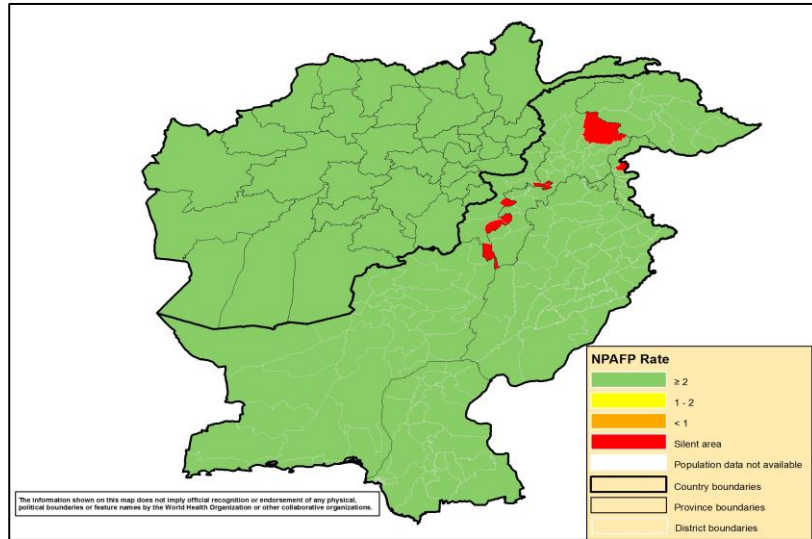 NPAFP Rate
≥ 2
1 - 2
< 1
Silent area
Population data not available
Country boundaries
Province boundaries
District boundaries
The information shown on this map does not imply official recognition or endorsement of any physical,
political boundaries or feature names by the World Health Organization or other collaborative organizations.